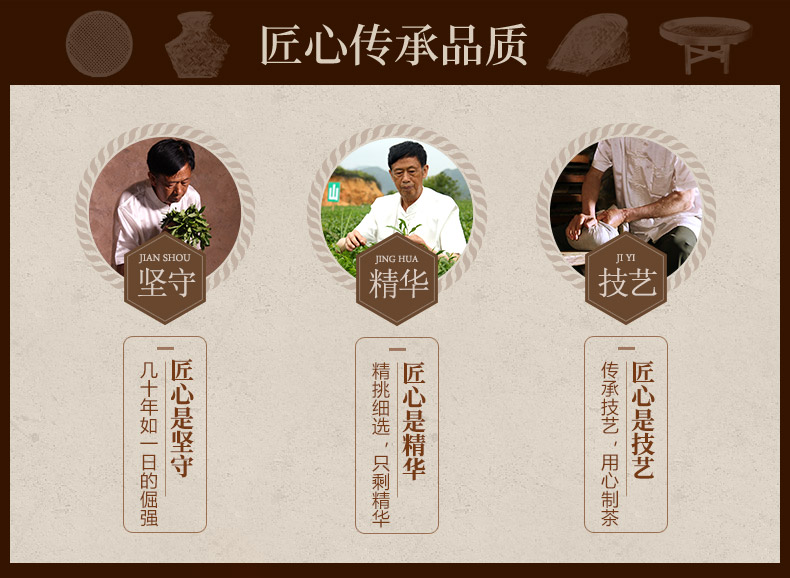 匠心传承品质
JIAN SHOU
坚守
匠心是坚守
几十年如一日的倔强
山
JING HUA
精华
匠心是精华
精挑细选，只剩精华
JI YI
技艺
匠心是技艺
传承技艺，用心制茶